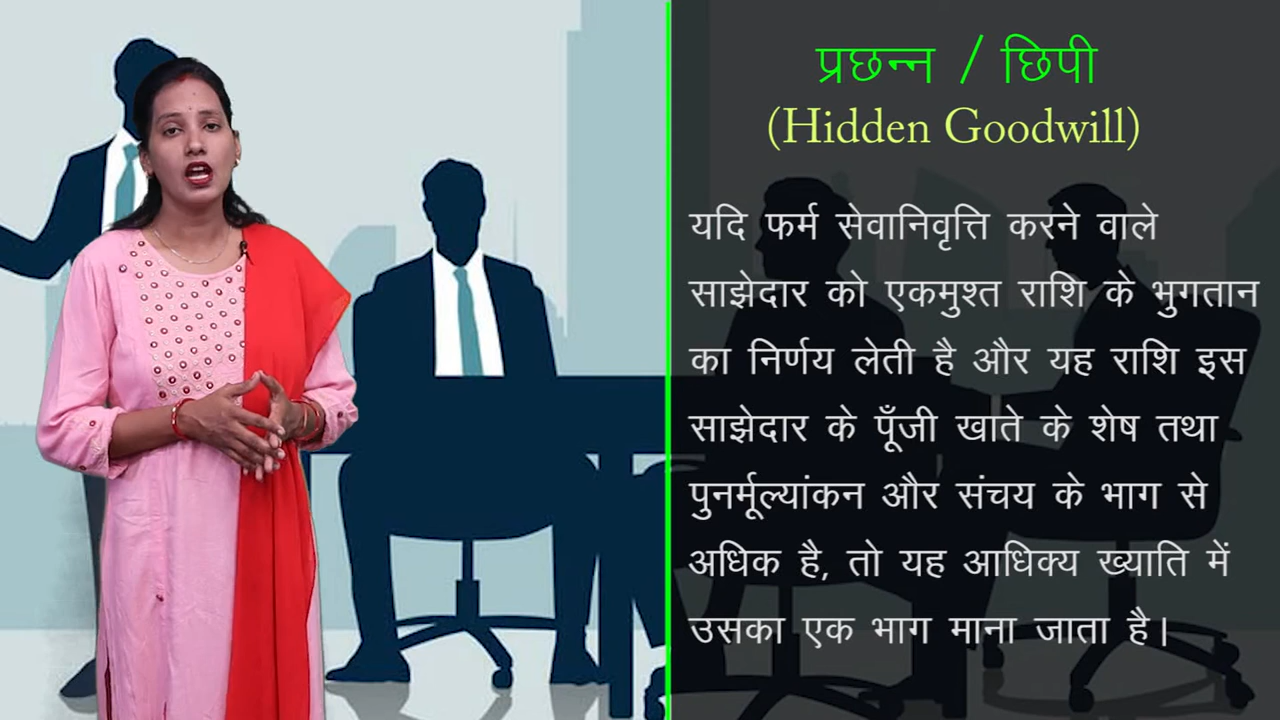 प्रछन्न / छिपी
(Hidden Goodwill)
यदि फर्म सेवानिवृत्ति करने वाले
साझेदार को एकमुश्त राशि के भुगतान
का निर्णय लेती है और यह राशि इस
साझेदार के पूँजी खाते के शेष तथा
पुनर्मूल्यांकन और संचय के भाग से
अधिक है, तो यह आधिक्य ख्याति में
उसका एक भाग माना जाता है।